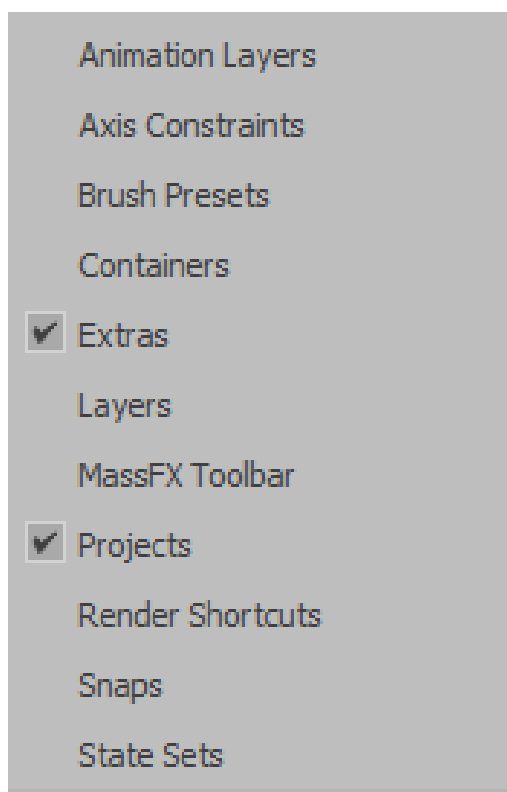 Animation Layers
Axis Constraints
Brush Presets
Containers
Extras
Layers
MassFX Toolbar
Projects
Render Shortcuts
Snaps
State Sets